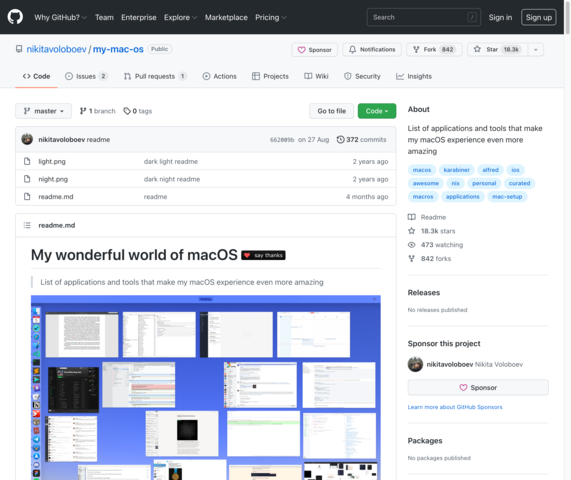 Why GitHub? Team Enterprise Explore Marketplace Pricing Search / Sign in Sign up
nikitavoloboev / my-mac-os Public Sponsor Notifications Fork 842 Star 18.3k
Code Issues 2 Pull requests 1 Actions Projects Wiki Security Insights
master 1 branch 0 tags Go to file Code
nikitavoloboev readme 662009b on 27 Aug 372 commits
light.png dark light readme 2 years ago
night.png dark night readme 2 years ago
readme.md readme 4 months ago
readme.md
My wonderful world of macOS say thanks
List of applications and tools that make my macOS experience even more amazing
About
List of applications and tools that make
my macOS experience even more
amazing
macos karabiner alfred ios
awesome nix personal curated
macros applications mac-setup
Readme
18.3k stars
473 watching
842 forks
Releases
No releases published
Sponsor this project
nikitavoloboev Nikita Voloboev
Sponsor
Learn more about GitHub Sponsors
Packages
No packages published